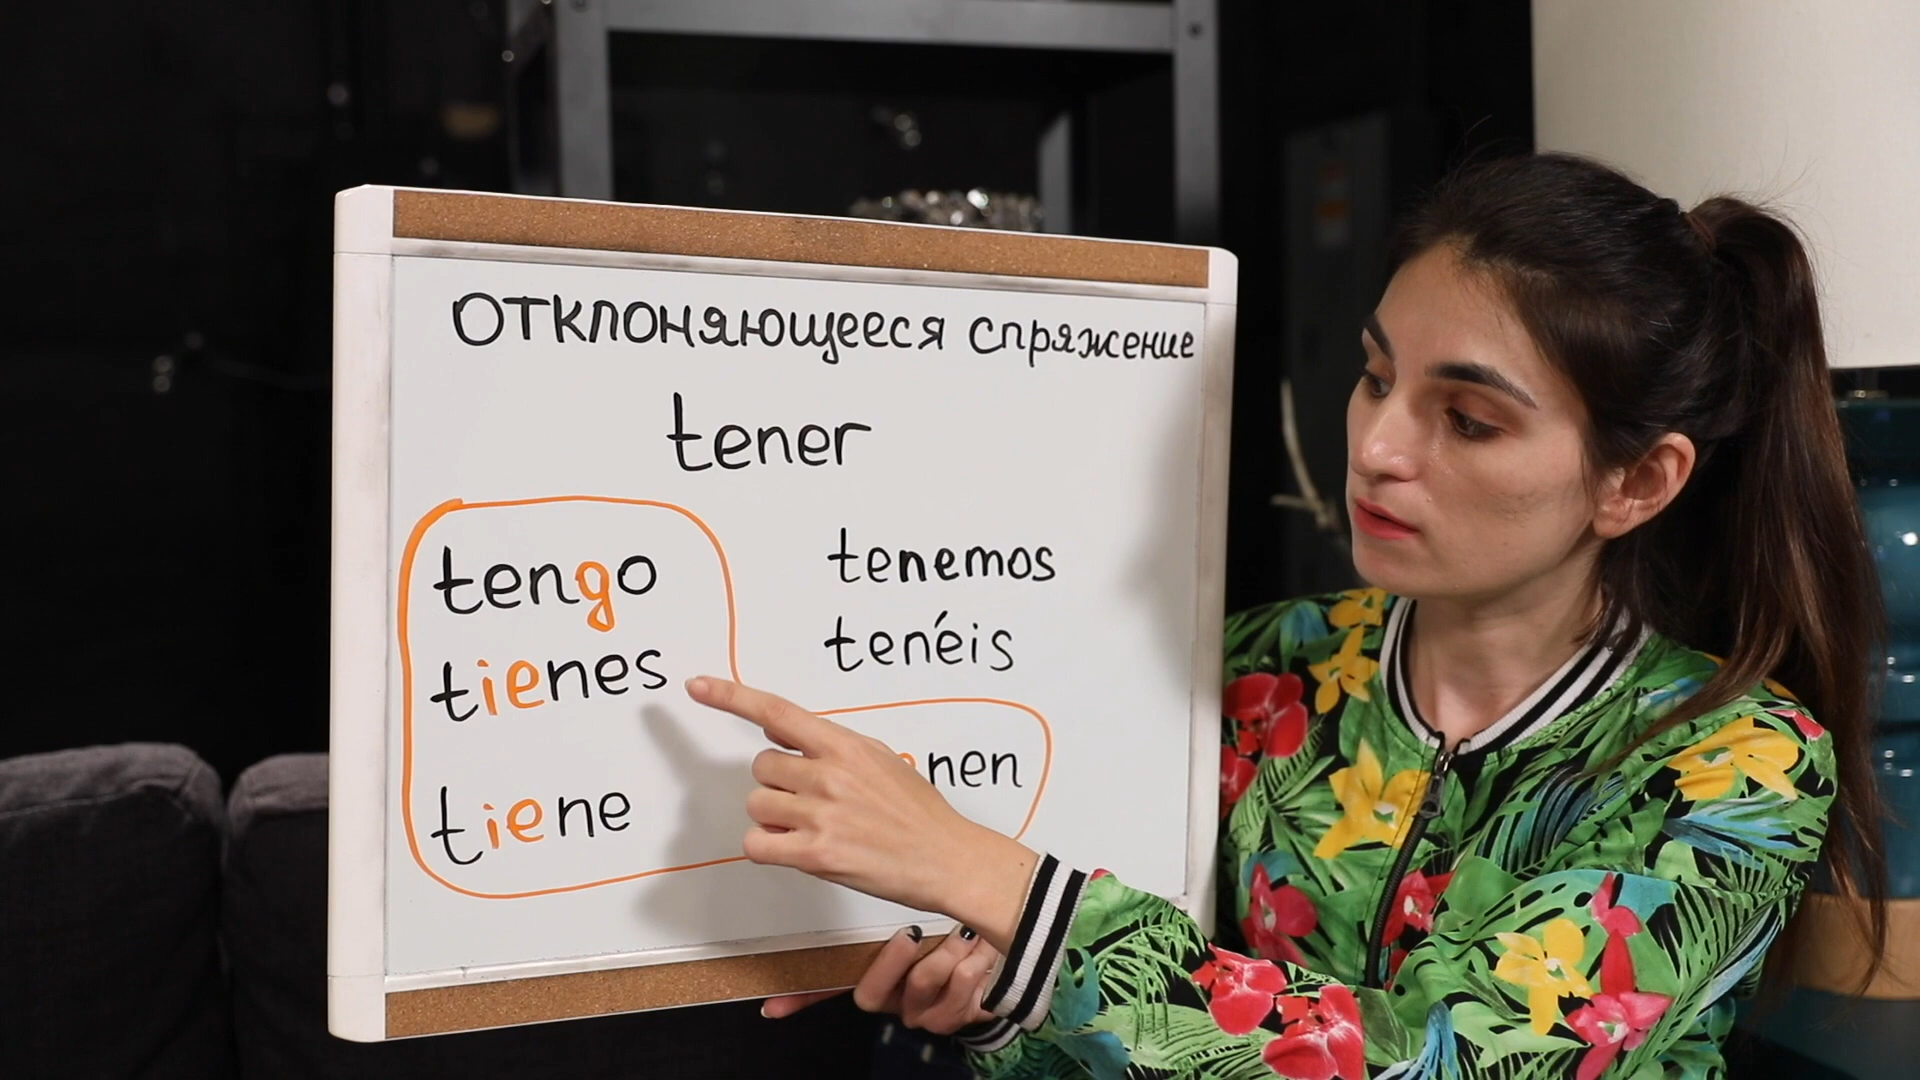 Отклоняющееся спряжение
tener
tengo
tienes
tiene
tenemos
tenéis